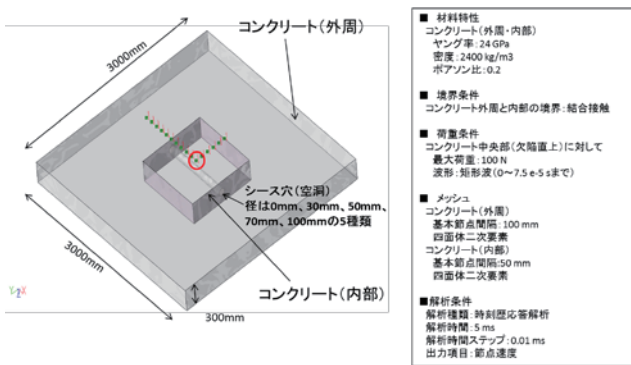 3000mm
コンクリート(外周)
シース穴(空洞)
径は0mm、30mm、50mm、
70mm、100mmの5種類
3000mm
コンクリート(内部)
300mm
■ 材料特性
コンクリート(外周・内部)
ヤング率:24 GPa
密度:2400 kg/m3
ポアソン比:0.2
■ 境界条件
コンクリート外周と内部の境界:結合接触
■ 荷重条件
コンクリート中央部(欠陥直上)に対して
最大荷重:100 N
波形:矩形波(0~7.5 e-5 sまで)
■ メッシュ
コンクリート(外周)
基本節点間隔:100 mm
四面体二次要素
コンクリート(内部)
基本節点間隔:50 mm
四面体二次要素
■解析条件
解析種類:時刻歴応答解析
解析時間:5 ms
解析時間ステップ:0.01 ms
出力項目:節点速度